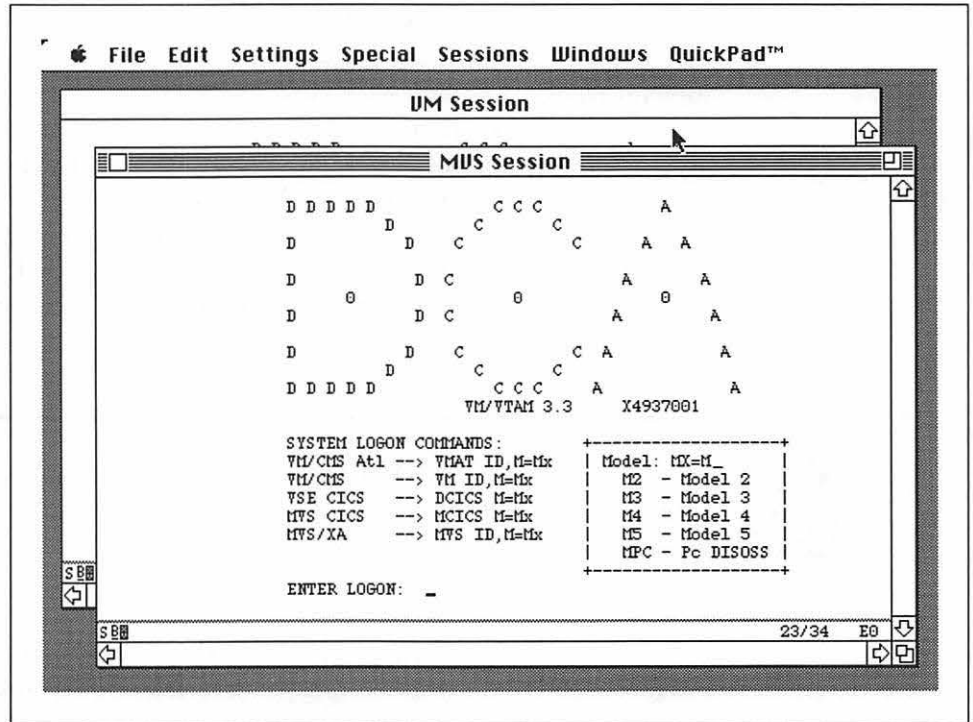 File Edit Settings Special Sessions Windows QuickPad™
VM Session
MVS Session
D D D D D C C C A
D C C
D D C C A A
D D C A A
0 0 0
D D C A A
D D C C A A
D C C
D D D D D C C C A A
VM/VTAM 3.3 X4937001
SYSTEM LOGON COMMANDS: +--------------------+
VM/CMS Atl --> VMAT ID,M=Mx | Model: MX=M_ |
VM/CMS --> VM ID,M=Mx | M2 - Model 2 |
VSE CICS --> DCICS M=Mx | M3 - Model 3 |
MVS CICS --> MCICS M=Mx | M4 - Model 4 |
MVS/XA --> MVS ID,M=Mx | M5 - Model 5 |
| MPC - Pc DISOSS |
+--------------------+
ENTER LOGON: _
SB
SB 23/34 E0